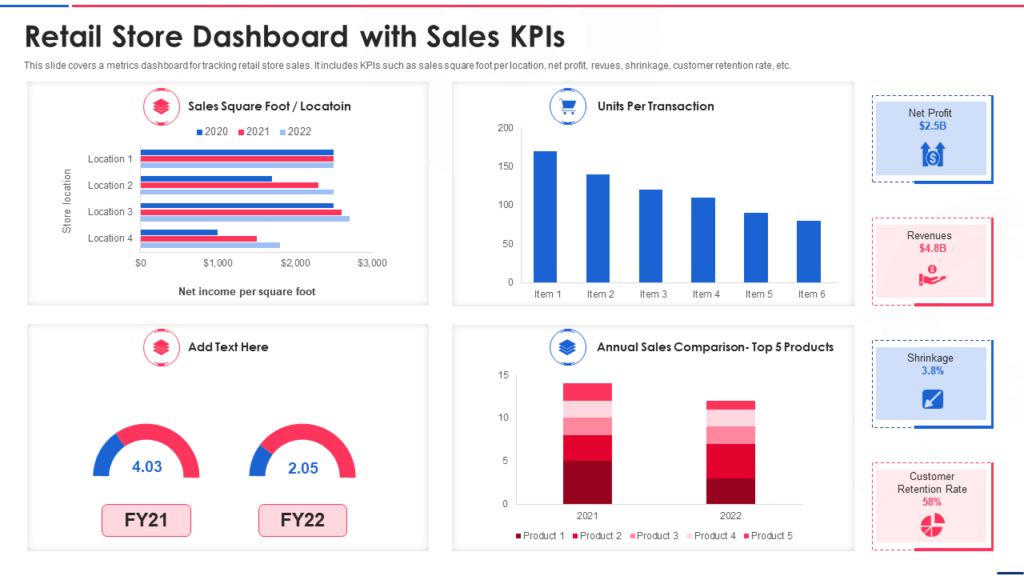 Retail Store Dashboard with Sales KPIs
This slide covers a metrics dashboard for tracking retail store sales. It includes KPIs such as sales square foot per location, net profit, revues, shrinkage, customer retention rate, etc.
Sales Square Foot / Locatoin
2020 2021 2022
Store location
Location 1
Location 2
Location 3
Location 4
$0 $1,000 $2,000 $3,000
Net income per square foot
Units Per Transaction
200
150
100
50
0
Item 1 Item 2 Item 3 Item 4 Item 5 Item 6
Net Profit
$2.5B
Revenues
$4.8B
Add Text Here
4.03
2.05
FY21
FY22
Annual Sales Comparison- Top 5 Products
15
10
5
0
2021 2022
Product 1 Product 2 Product 3 Product 4 Product 5
Shrinkage
3.8%
Customer
Retention Rate
58%